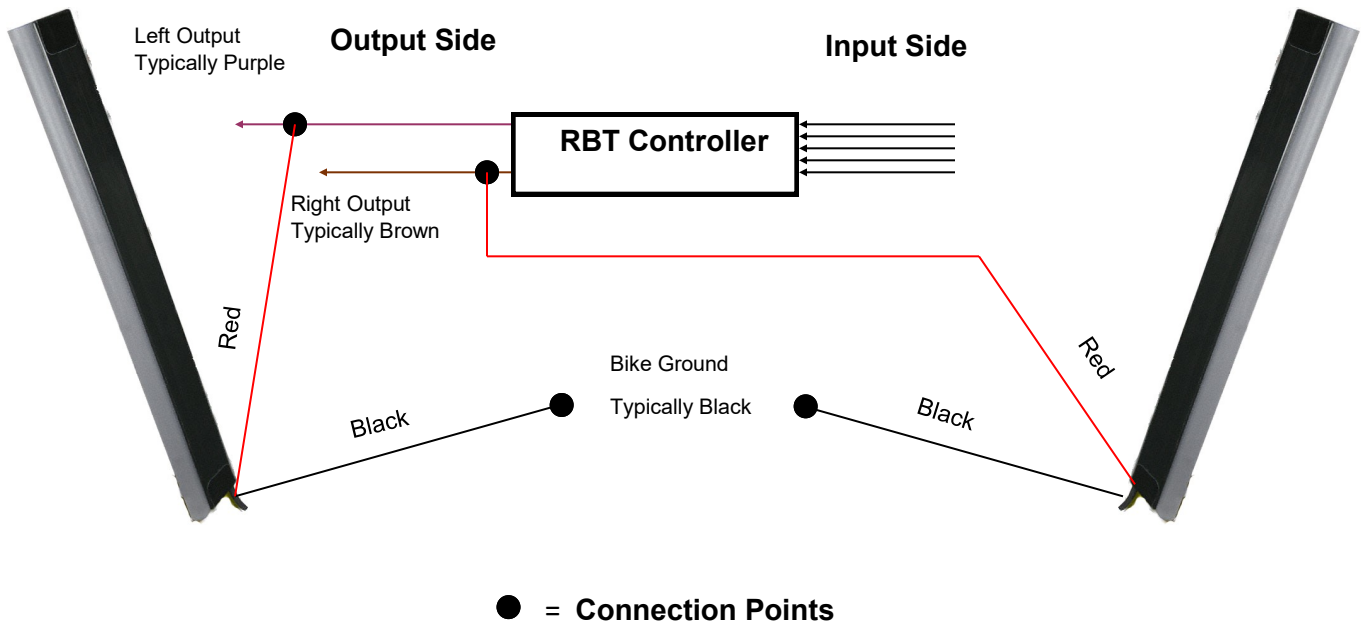 Left Output
Typically Purple
Output Side
Input Side
RBT Controller
Right Output
Typically Brown
Red
Red
Bike Ground
Typically Black
Black
Black
= Connection Points